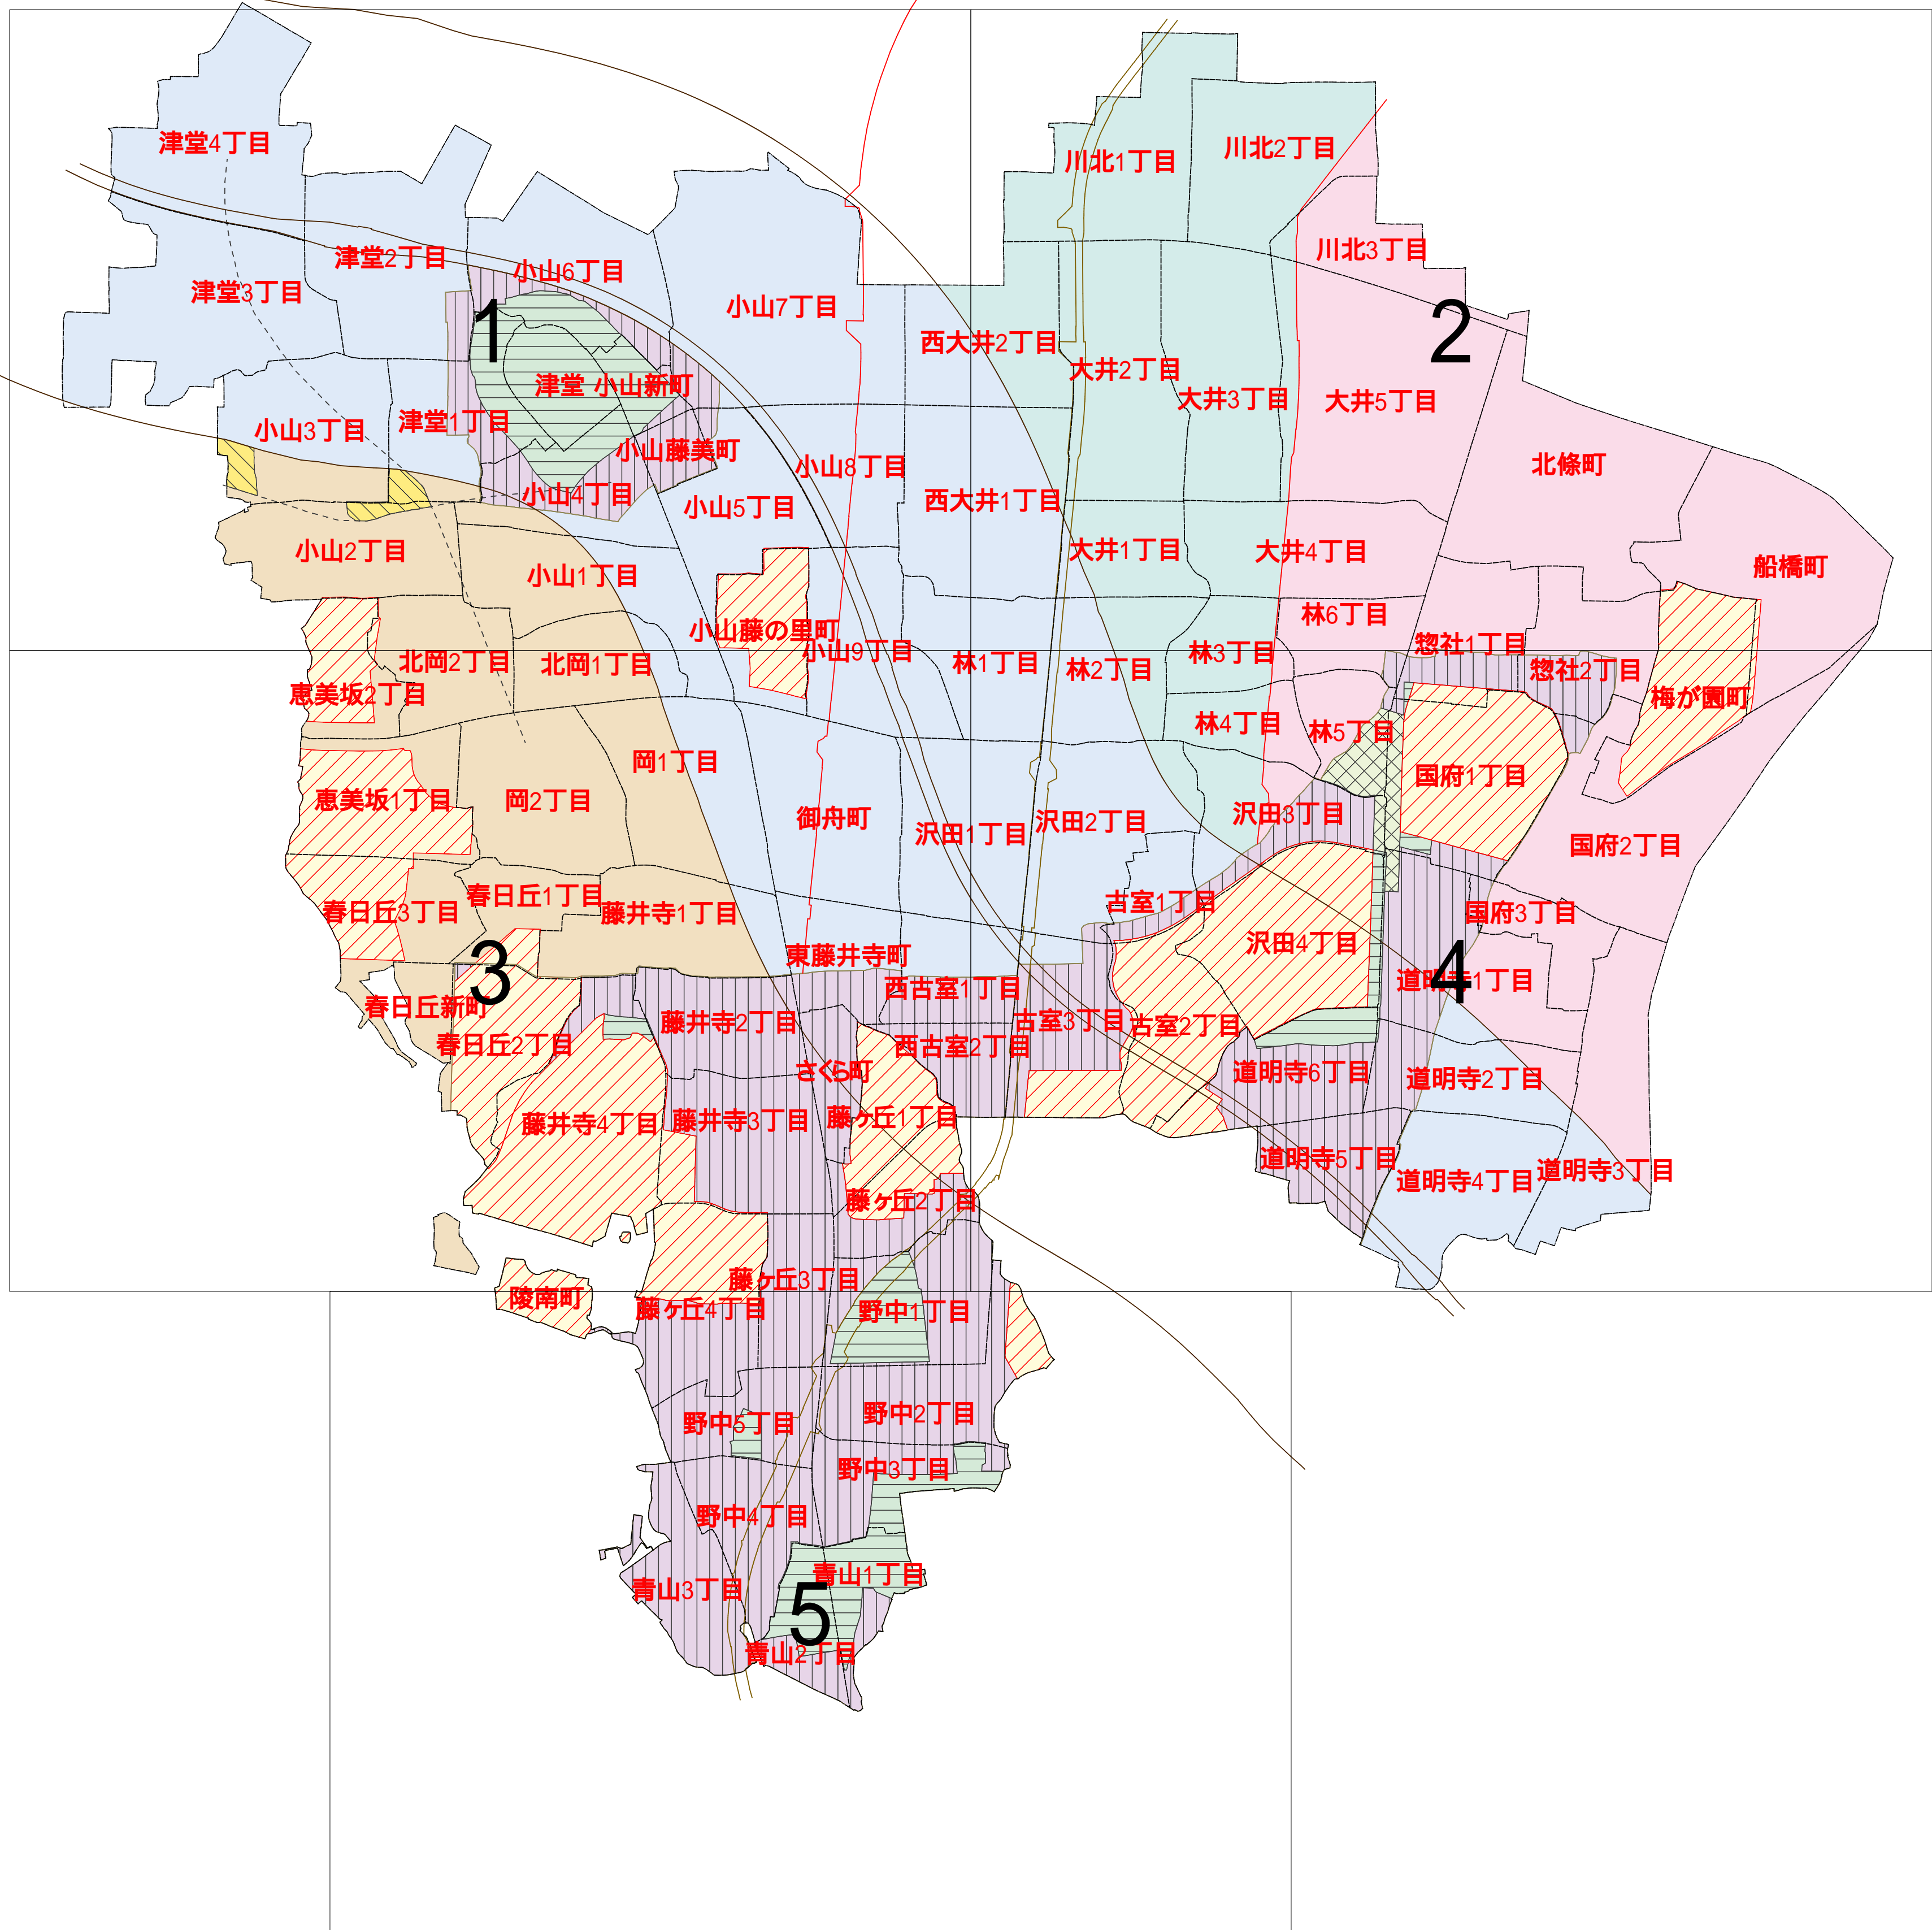 津堂4丁目
川北1丁目
川北2丁目
津堂2丁目
津堂3丁目
小山6丁目
小山7丁目
川北3丁目
1
2
西大井2丁目
大井2丁目
大井3丁目
大井5丁目
津堂 小山新町
津堂1丁目
小山3丁目
小山藤美町
小山8丁目
北條町
小山4丁目
小山5丁目
西大井1丁目
小山2丁目
小山1丁目
大井1丁目
大井4丁目
船橋町
林6丁目
小山藤の里町
小山9丁目
惣社1丁目
北岡2丁目
北岡1丁目
林1丁目
林2丁目
林3丁目
惣社2丁目
恵美坂2丁目
梅が園町
林4丁目
林5丁目
岡1丁目
国府1丁目
恵美坂1丁目
岡2丁目
御舟町
沢田1丁目
沢田2丁目
沢田3丁目
国府2丁目
春日丘3丁目
春日丘1丁目
藤井寺1丁目
古室1丁目
国府3丁目
東藤井寺町
沢田4丁目
3
4
道明寺1丁目
西古室1丁目
春日丘新町
藤井寺2丁目
古室3丁目
古室2丁目
春日丘2丁目
西古室2丁目
さくら町
道明寺6丁目
道明寺2丁目
藤井寺4丁目
藤井寺3丁目
藤ヶ丘1丁目
道明寺5丁目
道明寺4丁目
道明寺3丁目
藤ヶ丘2丁目
藤ヶ丘3丁目
陵南町
藤ヶ丘4丁目
野中1丁目
野中5丁目
野中2丁目
野中3丁目
野中4丁目
青山3丁目
青山1丁目
5
青山2丁目